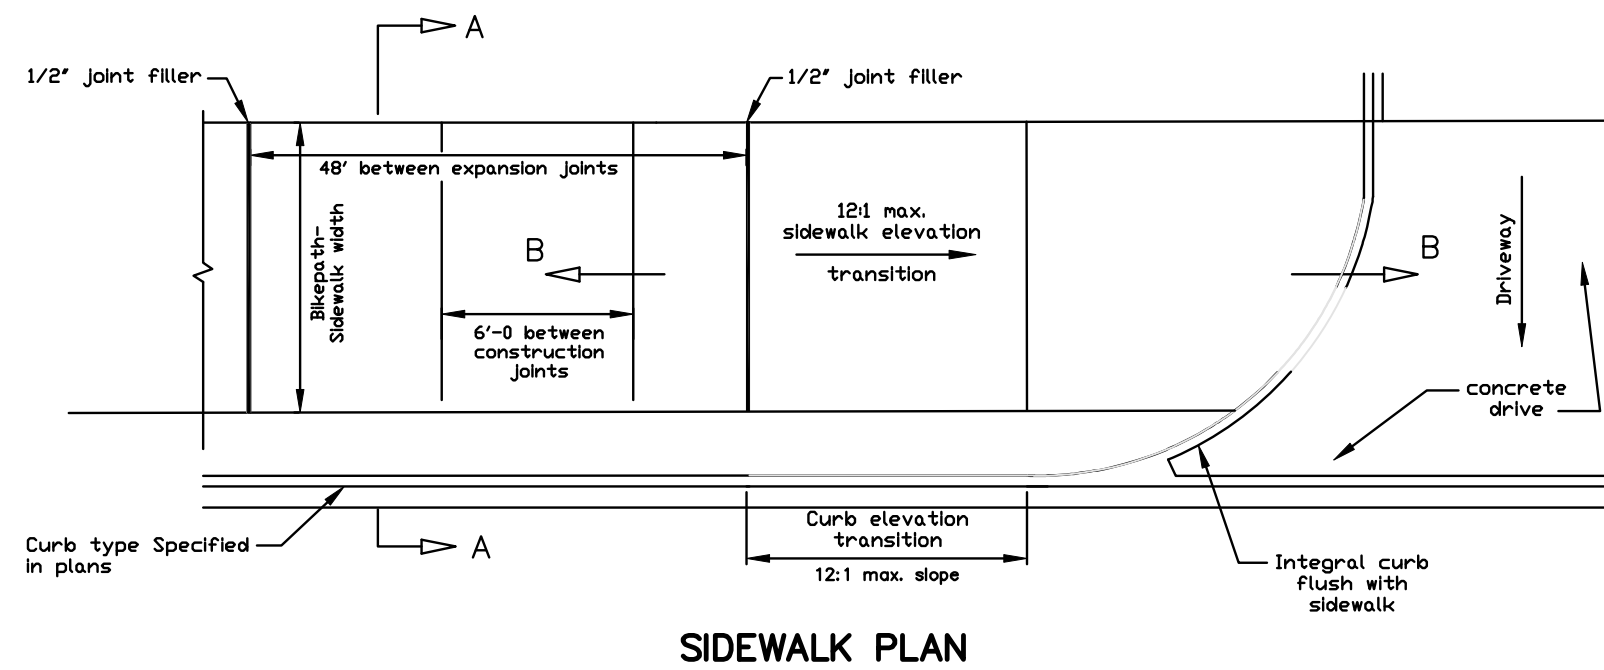 A
1/2" joint filler
1/2" joint filler
48' between expansion joints
Bikepath-
Sidewalk width
B
12:1 max.
sidewalk elevation
transition
B
Driveway
6'-0 between
construction
joints
concrete
drive
Curb type Specified
in plans
A
Curb elevation
transition
12:1 max. slope
Integral curb
flush with
sidewalk
SIDEWALK PLAN